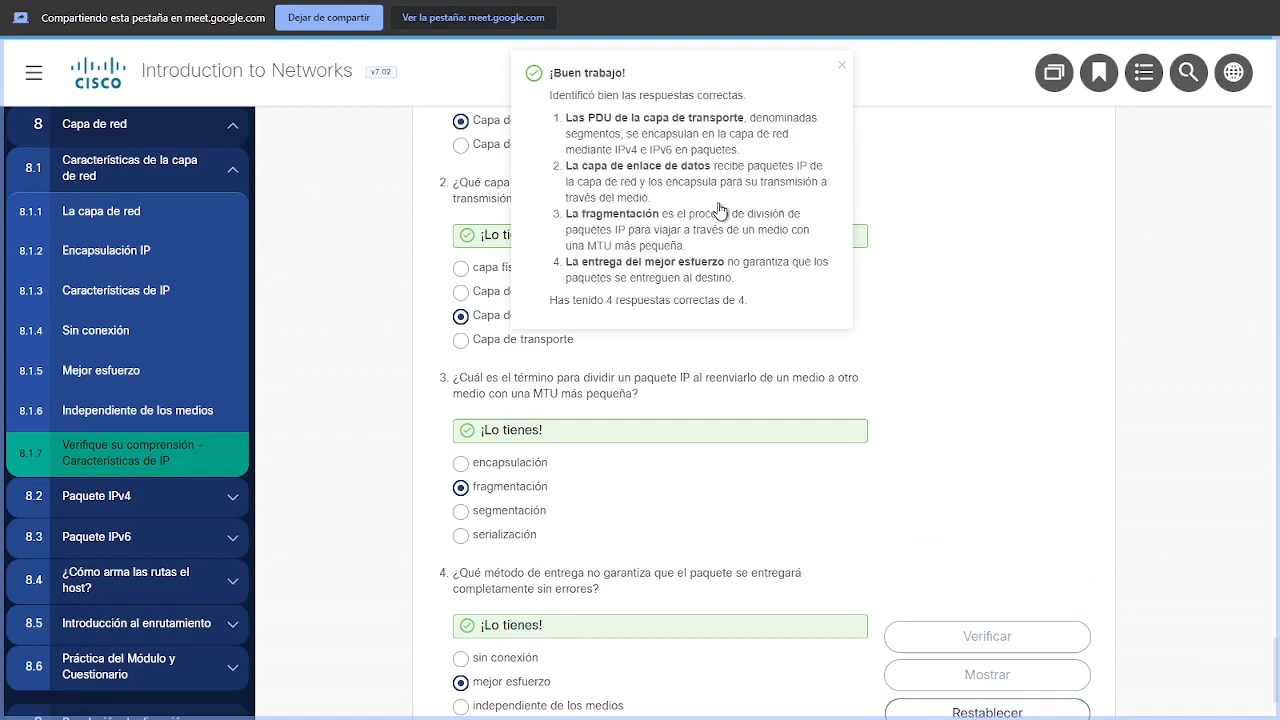 Compartiendo esta pestaña en meet.google.com
Dejar de compartir
Ver la pestaña: meet.google.com
CISCO
Introduction to Networks
v7.02
8 Capa de red
8.1 Características de la capa
de red
8.1.1 La capa de red
8.1.2 Encapsulación IP
8.1.3 Características de IP
8.1.4 Sin conexión
8.1.5 Mejor esfuerzo
8.1.6 Independiente de los medios
8.1.7 Verifique su comprensión -
Características de IP
8.2 Paquete IPv4
8.3 Paquete IPv6
8.4 ¿Cómo arma las rutas el
host?
8.5 Introducción al enrutamiento
8.6 Práctica del Módulo y
Cuestionario
¡Buen trabajo!
Identificó bien las respuestas correctas.
1. Las PDU de la capa de transporte, denominadas
segmentos, se encapsulan en la capa de red
mediante IPv4 e IPv6 en paquetes.
2. La capa de enlace de datos recibe paquetes IP de
la capa de red y los encapsula para su transmisión a
través del medio.
3. La fragmentación es el de división de
paquetes IP para viajar a través de un medio con
una MTU más pequeña.
4. La entrega del mejor esfuerzo no garantiza que los
paquetes se entreguen al destino.
Has tenido 4 respuestas correctas de 4.
Capa
Capa
2. ¿Qué capa
transmisión
¡Lo
capa
Capa
Capa
Capa de transporte
3. ¿Cuál es el término para dividir un paquete IP al reenviarlo de un medio a otro
medio con una MTU más pequeña?
¡Lo tienes!
encapsulación
fragmentación
segmentación
serialización
4. ¿Qué método de entrega no garantiza que el paquete se entregará
completamente sin errores?
¡Lo tienes!
sin conexión
mejor esfuerzo
independiente de los medios
Verificar
Mostrar
Restablecer